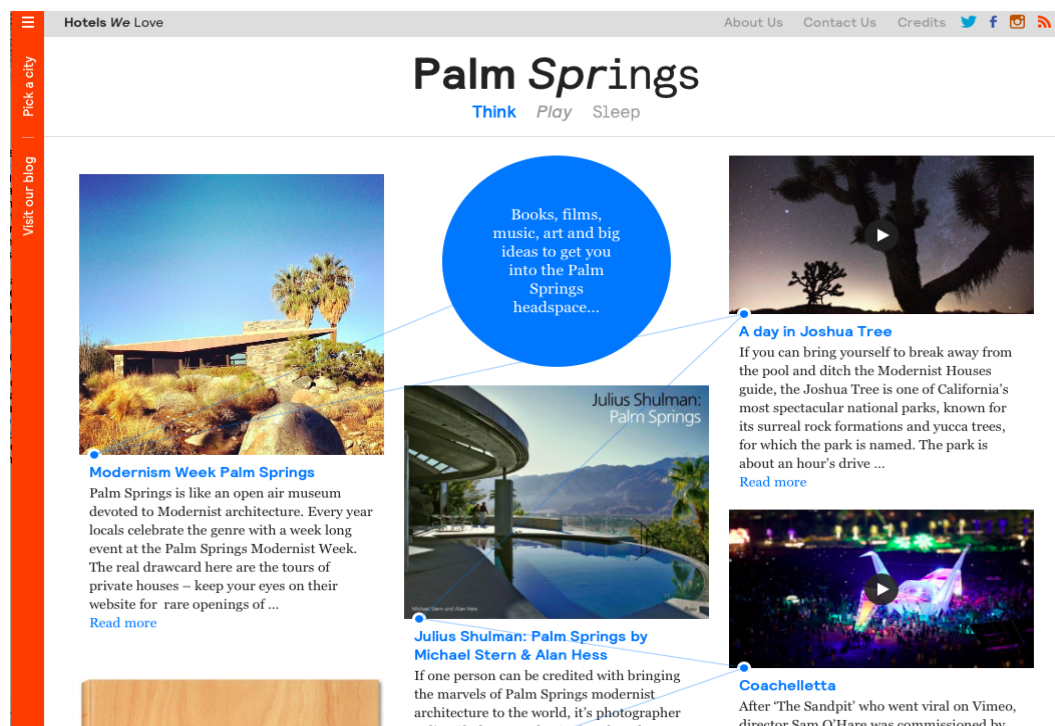 Hotels We Love
About Us Contact Us Credits
Pick a city
Visit our blog
Palm Springs
Think Play Sleep
Books, films,
music, art and big
ideas to get you
into the Palm
Springs
headspace...
Modernism Week Palm Springs
Palm Springs is like an open air museum
devoted to Modernist architecture. Every year
locals celebrate the genre with a week long
event at the Palm Springs Modernist Week.
The real drawcard here are the tours of
private houses – keep your eyes on their
website for rare openings of ...
Read more
Julius Shulman:
Palm Springs
Michael Stern and Alan Hess
Julius Shulman: Palm Springs by
Michael Stern & Alan Hess
If one person can be credited with bringing
the marvels of Palm Springs modernist
architecture to the world, it's photographer
A day in Joshua Tree
If you can bring yourself to break away from
the pool and ditch the Modernist Houses
guide, the Joshua Tree is one of California's
most spectacular national parks, known for
its surreal rock formations and yucca trees,
for which the park is named. The park is
about an hour's drive ...
Read more
Coachelletta
After 'The Sandpit' who went viral on Vimeo,
director Sam O'Hare was commissioned by